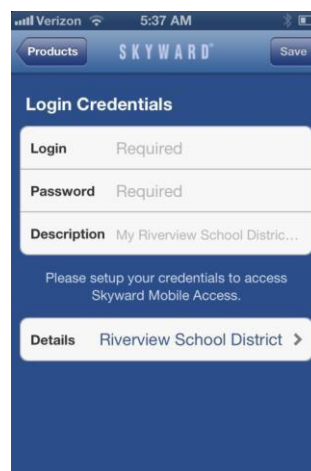 Verizon 5:37 AM
Products SKYWARD® Save
Login Credentials
Login Required
Password Required
Description My Riverview School Distric...
Please setup your credentials to access
Skyward Mobile Access.
Details Riverview School District